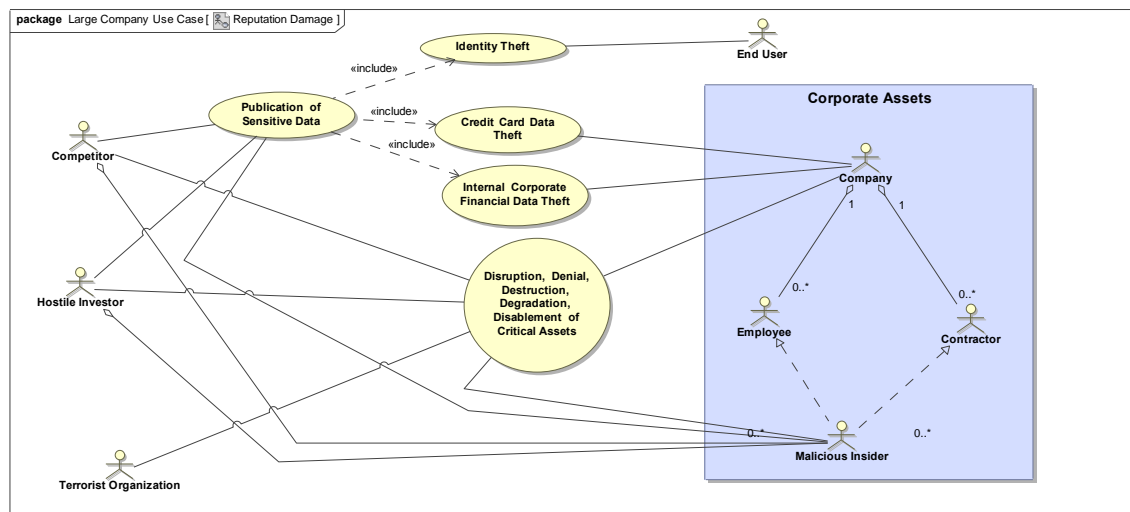 package Large Company Use Case [ Reputation Damage ]
Identity Theft
End User
«include»
Publication of
Sensitive Data
«include»
Credit Card Data
Theft
«include»
Internal Corporate
Financial Data Theft
Corporate Assets
Competitor
Company
1
1
Hostile Investor
Disruption, Denial,
Destruction,
Degradation,
Disablement of
Critical Assets
0..*
0..*
Employee
Contractor
0..*
0..*
Malicious Insider
Terrorist Organization